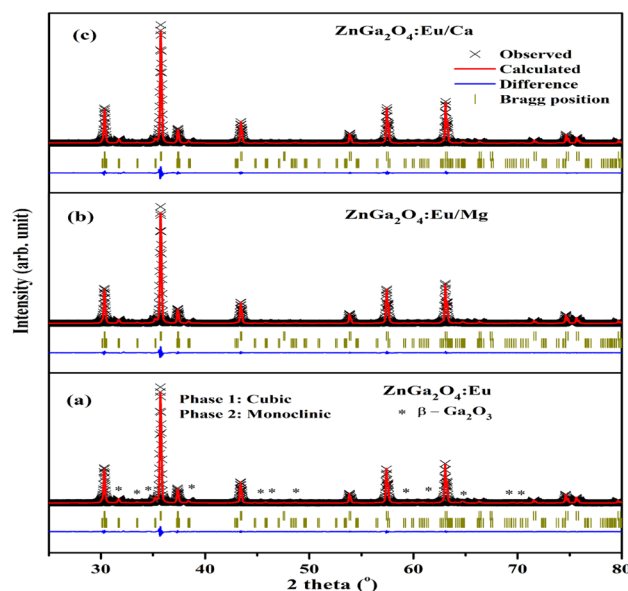 (c)
ZnGa₂O₄:Eu/Ca
Observed
Calculated
Difference
Bragg position
(b)
ZnGa₂O₄:Eu/Mg
(a)
Phase 1: Cubic
Phase 2: Monoclinic
ZnGa₂O₄:Eu
* β – Ga₂O₃
* * * * * * * * * * * *
Intensity (arb. unit)
30 40 50 60 70 80
2 theta (°)